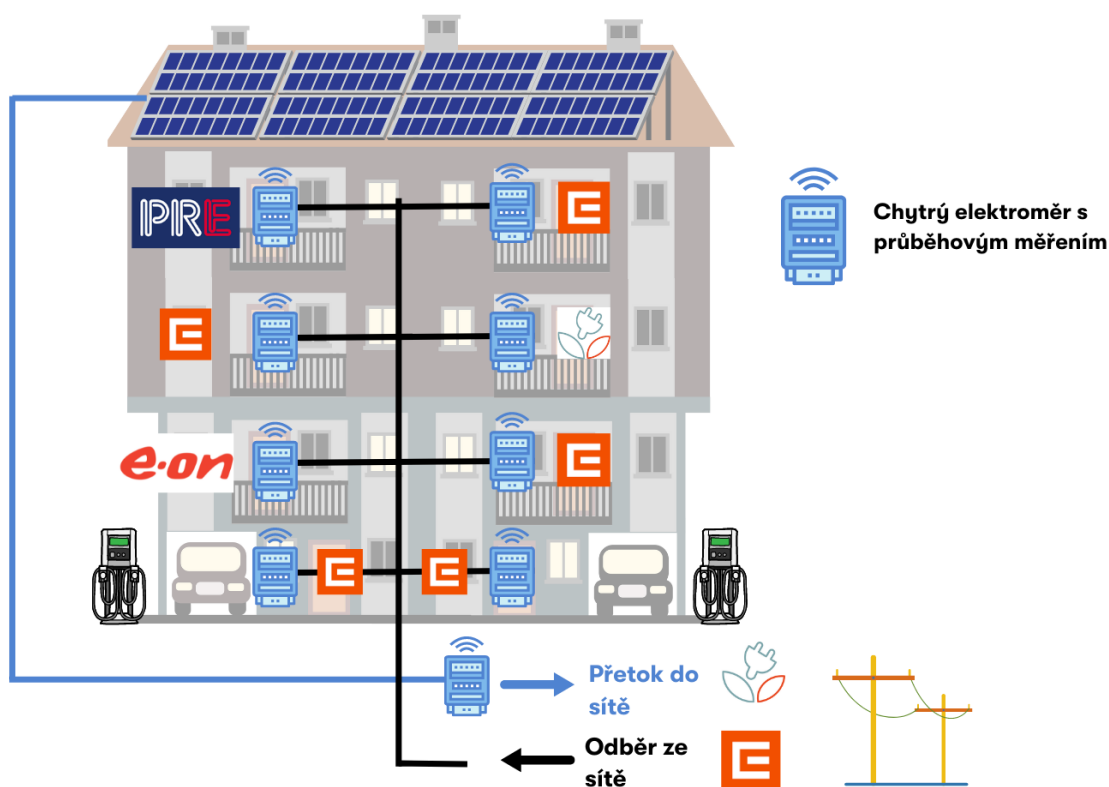 PRE
Chytrý elektroměr s
průběhovým měřením
e·on
Přetok do
sítě
Odběr ze
sítě